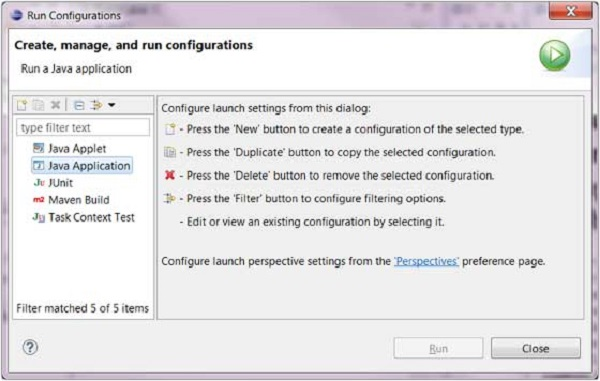 Run Configurations
Create, manage, and run configurations
Run a Java application
type filter text
Java Applet
Java Application
Ju JUnit
m2 Maven Build
Ju Task Context Test
Filter matched 5 of 5 items
Configure launch settings from this dialog:
- Press the 'New' button to create a configuration of the selected type.
- Press the 'Duplicate' button to copy the selected configuration.
- Press the 'Delete' button to remove the selected configuration.
- Press the 'Filter' button to configure filtering options.
- Edit or view an existing configuration by selecting it.
Configure launch perspective settings from the 'Perspectives' preference page.
?
Run
Close